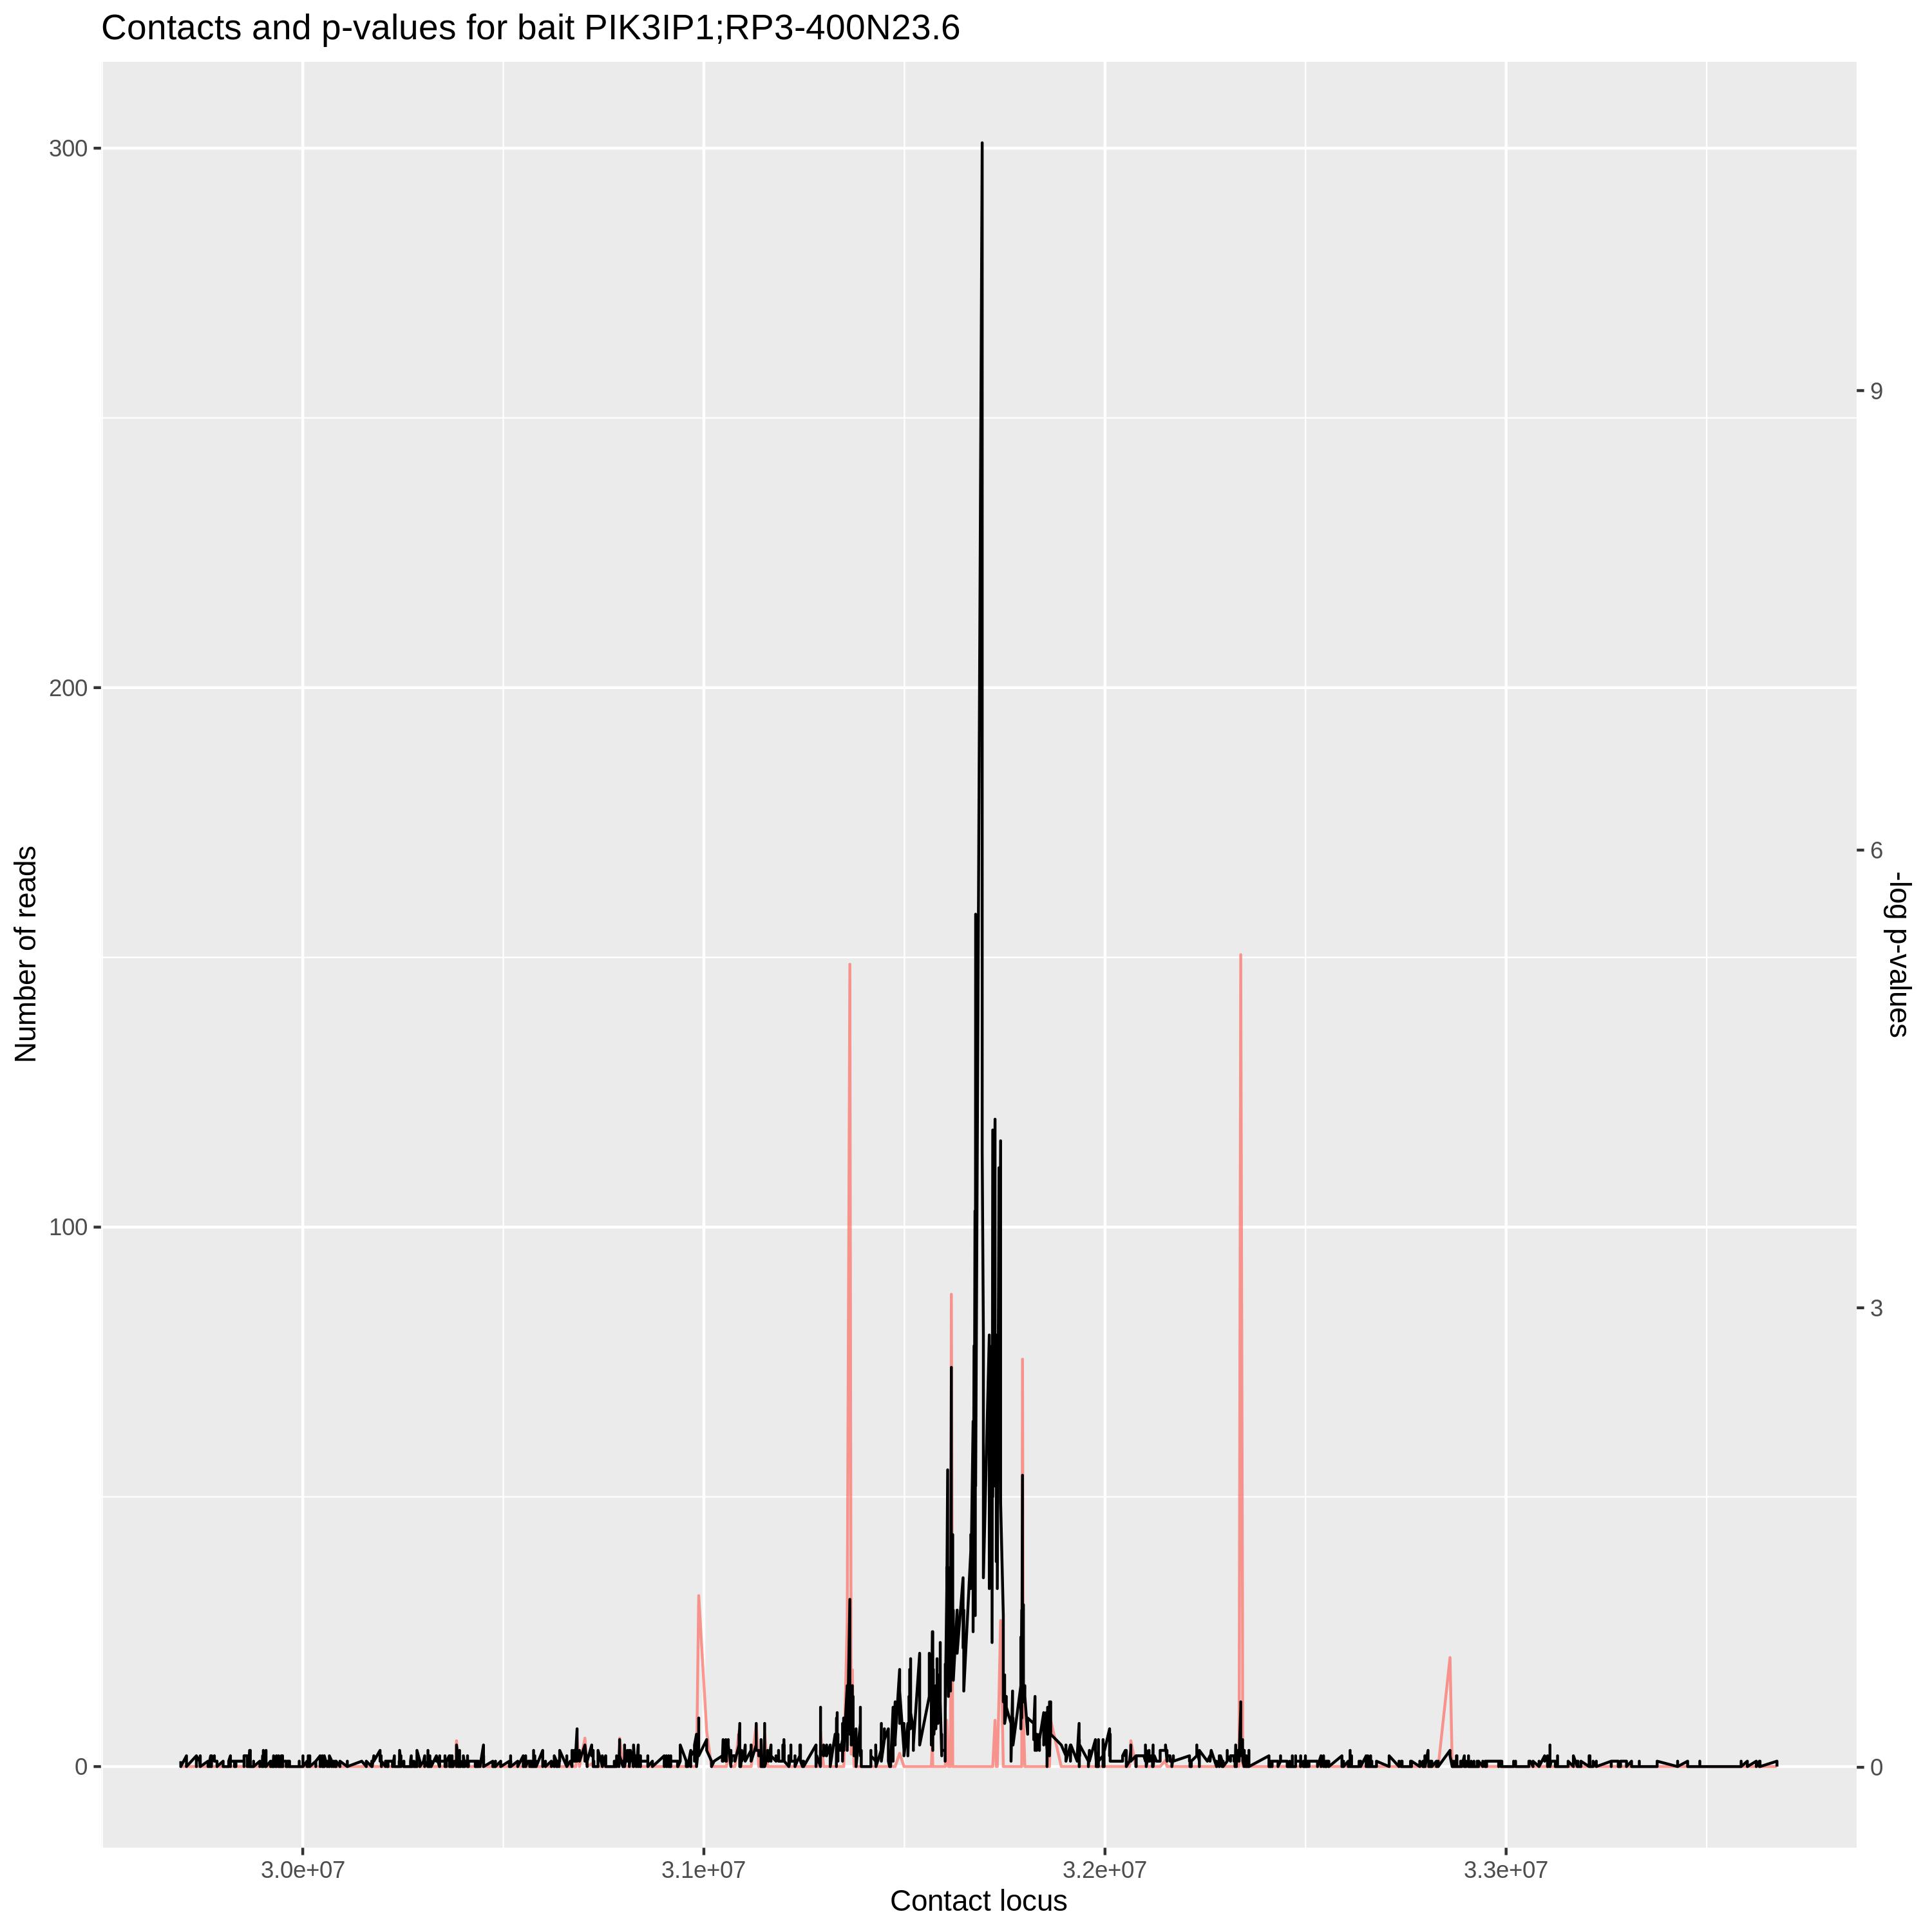 Contacts and p-values for bait PIK3IP1;RP3-400N23.6
300
200
100
0
Number of reads
9
6
3
0
-log p-values
3.0e+07
3.1e+07
3.2e+07
3.3e+07
Contact locus